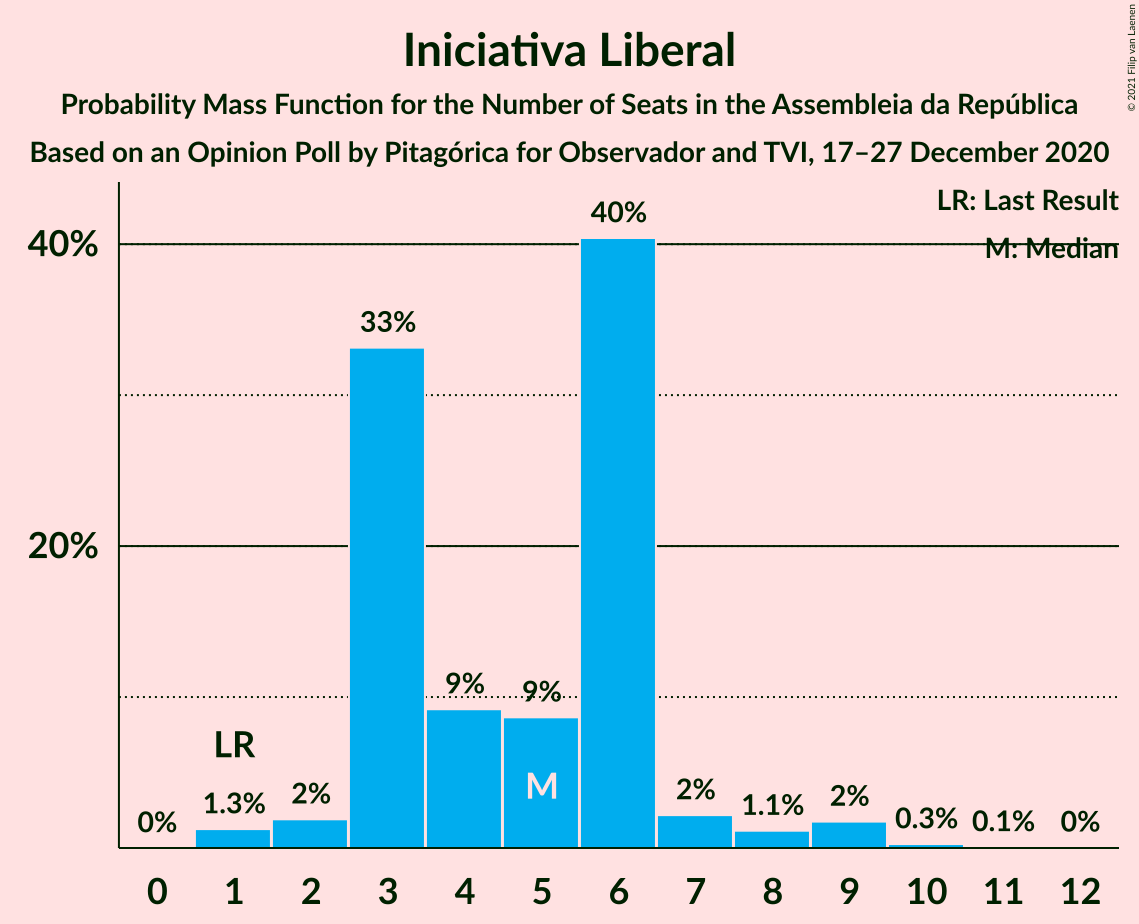 Iniciativa Liberal
Probability Mass Function for the Number of Seats in the Assembleia da República
Based on an Opinion Poll by Pitagórica for Observador and TVI, 17–27 December 2020
© 2021 Filip van Laenen
LR: Last Result
M: Median
40%
20%
0%
1.3%
2%
33%
9%
9%
40%
2%
1.1%
2%
0.3%
0.1%
0%
LR
M
0 1 2 3 4 5 6 7 8 9 10 11 12